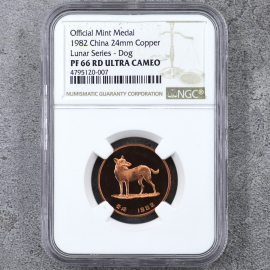 Official Mint Medal
1982 China 24mm Copper
Lunar Series - Dog
PF 66 RD ULTRA CAMEO
4795120-007
NUMISMATIC GUARANTY CORPORATION
NGC
1982